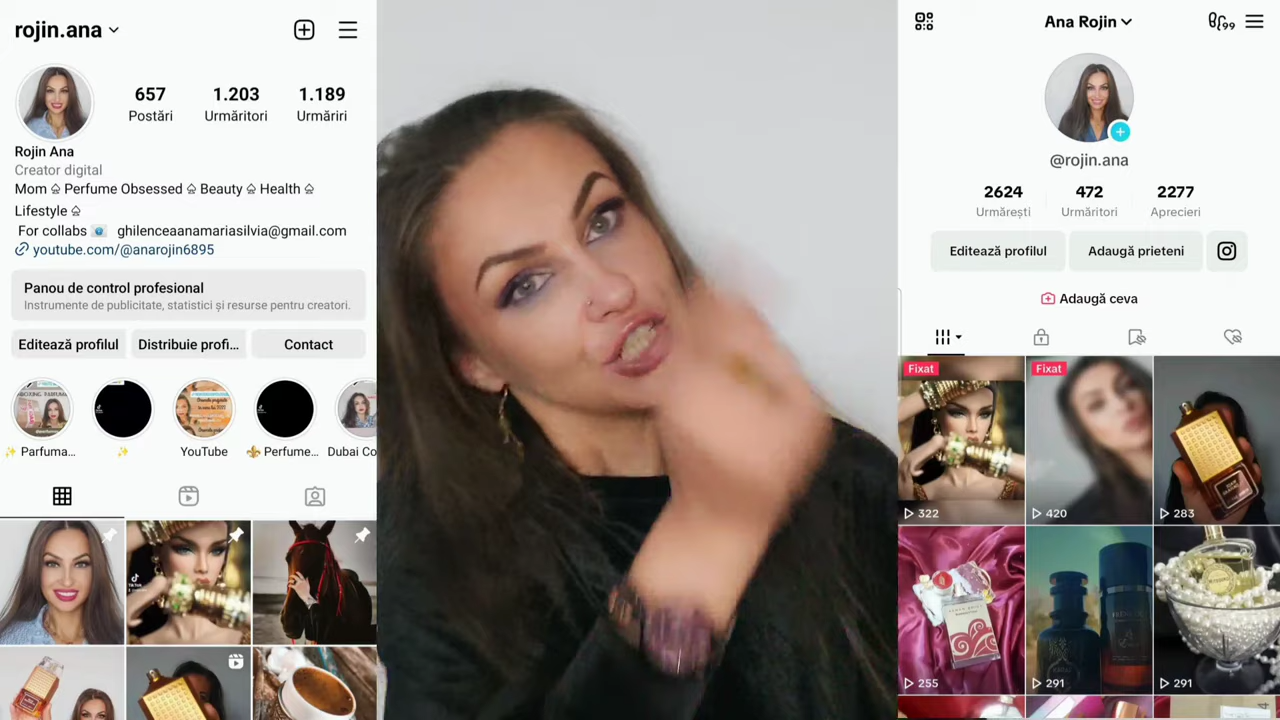 rojin.ana
657
1.203
1.189
Postări
Urmăritori
Urmăriri
Rojin Ana
Creator digital
Mom ♤ Perfume Obsessed ♤ Beauty ♤ Health ♤
Lifestyle ♤
For collabs 📧 ghilenceaanamariasilvia@gmail.com
youtube.com/@anarojin6895
Panou de control profesional
Instrumente de publicitate, statistici și resurse pentru creatori.
Editează profilul
Distribuie profi...
Contact
✨ Parfuma...
✨
YouTube
⚜️ Perfume...
Dubai Co
Ana Rojin
99
@rojin.ana
2624
472
2277
Urmărești
Urmăritori
Aprecieri
Editează profilul
Adaugă prieteni
Adaugă ceva
Fixat
Fixat
322
420
283
255
291
291